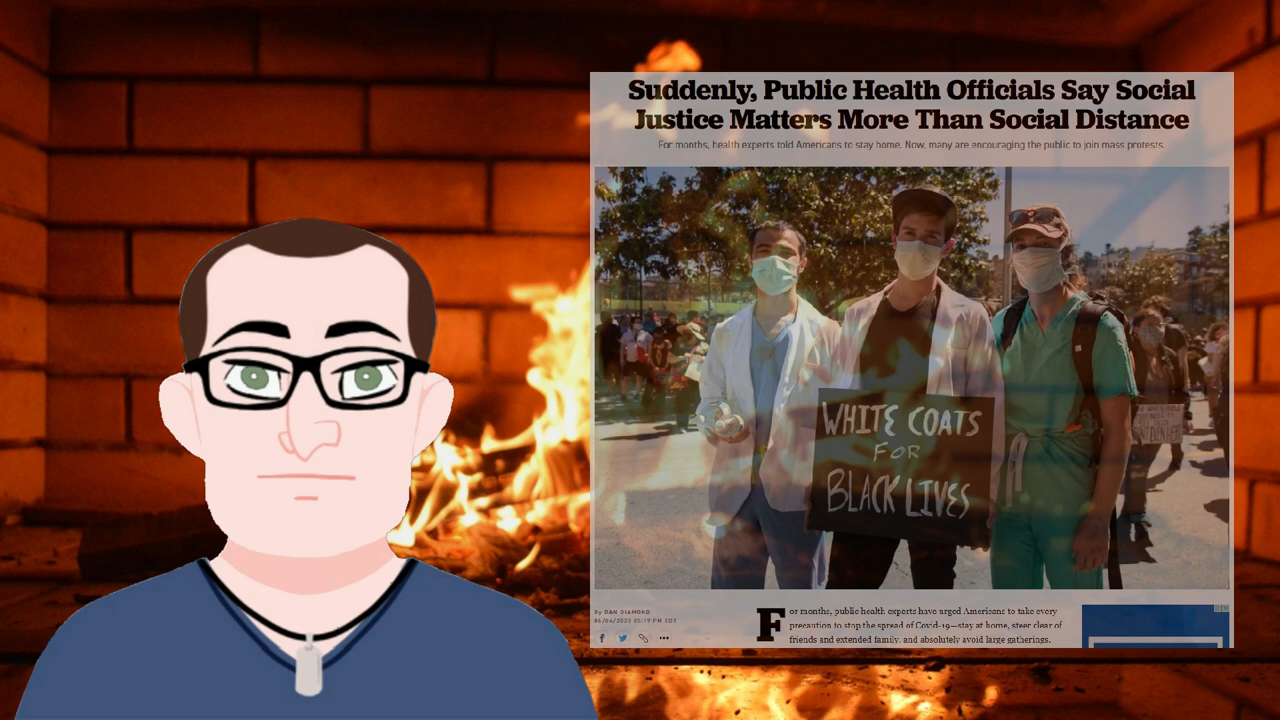 Suddenly, Public Health Officials Say Social
Justice Matters More Than Social Distance
For months, health experts told Americans to stay home. Now, many are encouraging the public to join mass protests.
WHITE COATS
FOR
BLACK LIVES
By DAN DIAMOND
06/04/2020 05:19 PM EDT
For months, public health experts have urged Americans to take every
precaution to stop the spread of Covid-19—stay at home, steer clear of
friends and extended family, and absolutely avoid large gatherings.